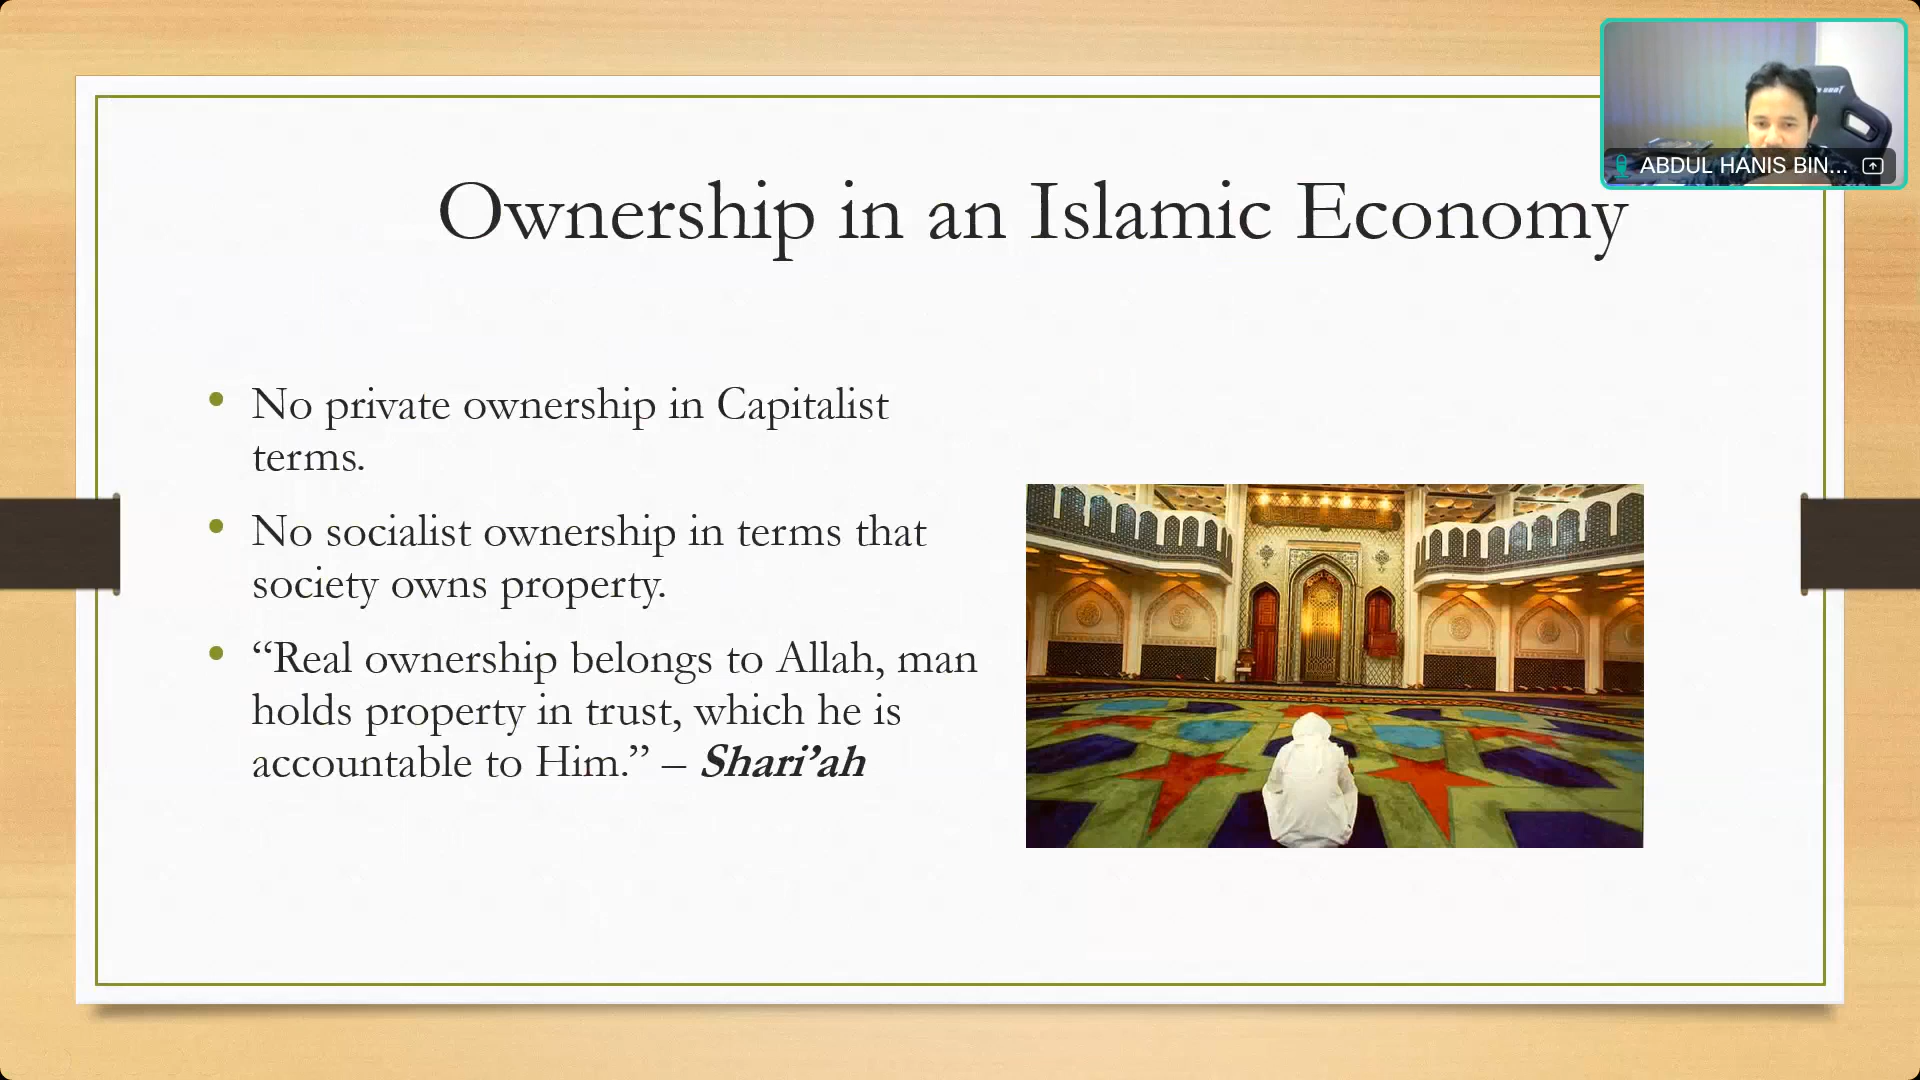 ABDUL HANIS BIN...
Ownership in an Islamic Economy
• No private ownership in Capitalist
terms.
• No socialist ownership in terms that
society owns property.
• “Real ownership belongs to Allah, man
holds property in trust, which he is
accountable to Him.” – Shari’ah